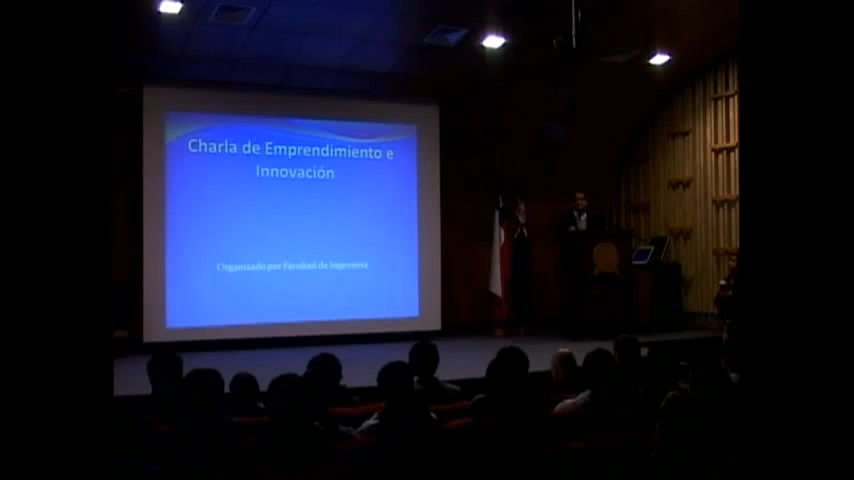 Charla de Emprendimiento e
Innovación
Organizado por Facultad de Ingeniería